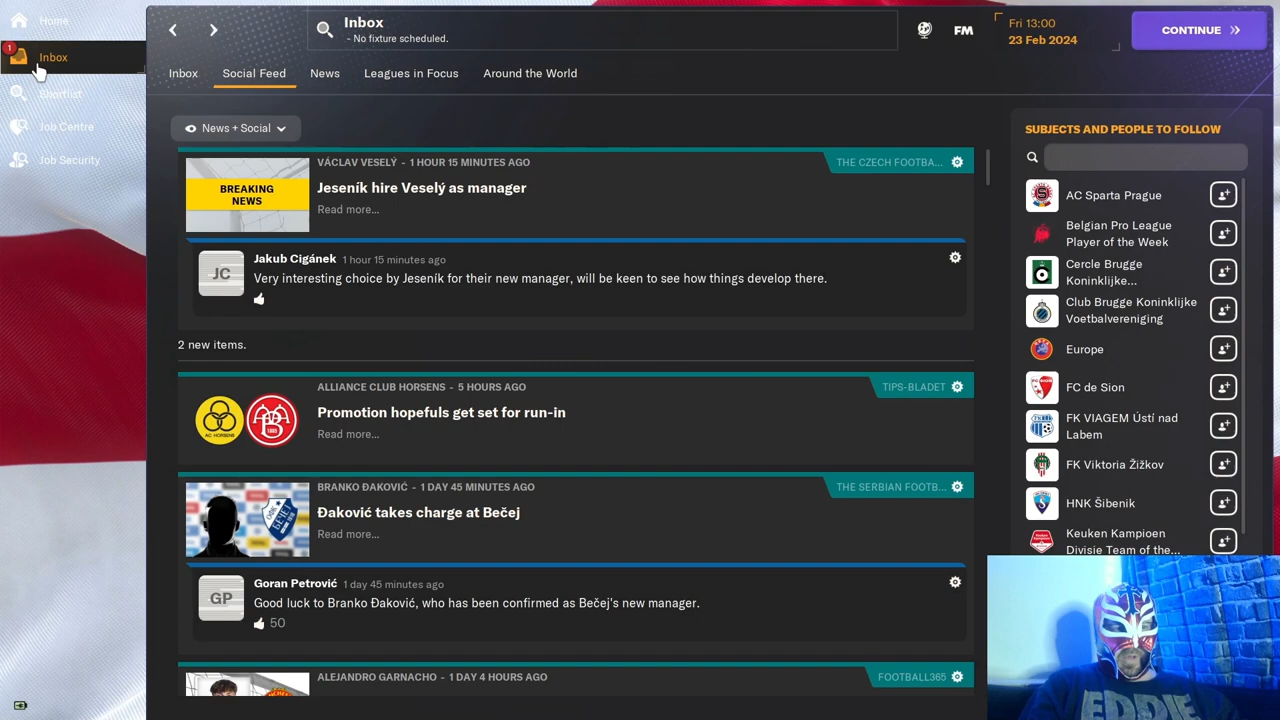 Home
1
Inbox
Shortlist
Job Centre
Job Security
Inbox
- No fixture scheduled.
FM
Fri 13:00
23 Feb 2024
CONTINUE
Inbox
Social Feed
News
Leagues in Focus
Around the World
News + Social
VÁCLAV VESELÝ - 1 HOUR 15 MINUTES AGO
THE CZECH FOOTBA...
BREAKING
NEWS
Jeseník hire Veselý as manager
Read more...
JC
Jakub Cigánek 1 hour 15 minutes ago
Very interesting choice by Jeseník for their new manager, will be keen to see how things develop there.
2 new items.
ALLIANCE CLUB HORSENS - 5 HOURS AGO
TIPS-BLADET
AC HORSENS
Promotion hopefuls get set for run-in
Read more...
BRANKO ĐAKOVIĆ - 1 DAY 45 MINUTES AGO
THE SERBIAN FOOTB...
Đaković takes charge at Bečej
Read more...
GP
Goran Petrović 1 day 45 minutes ago
Good luck to Branko Đaković, who has been confirmed as Bečej's new manager.
50
ALEJANDRO GARNACHO - 1 DAY 4 HOURS AGO
FOOTBALL365
SUBJECTS AND PEOPLE TO FOLLOW
AC Sparta Prague
Belgian Pro League
Player of the Week
Cercle Brugge
Koninklijke...
Club Brugge Koninklijke
Voetbalvereniging
Europe
FC de Sion
FK VIAGEM Ústí nad
Labem
FK Viktoria Žižkov
HNK Šibenik
Keuken Kampioen
Divisie Team of the...
EDDIE